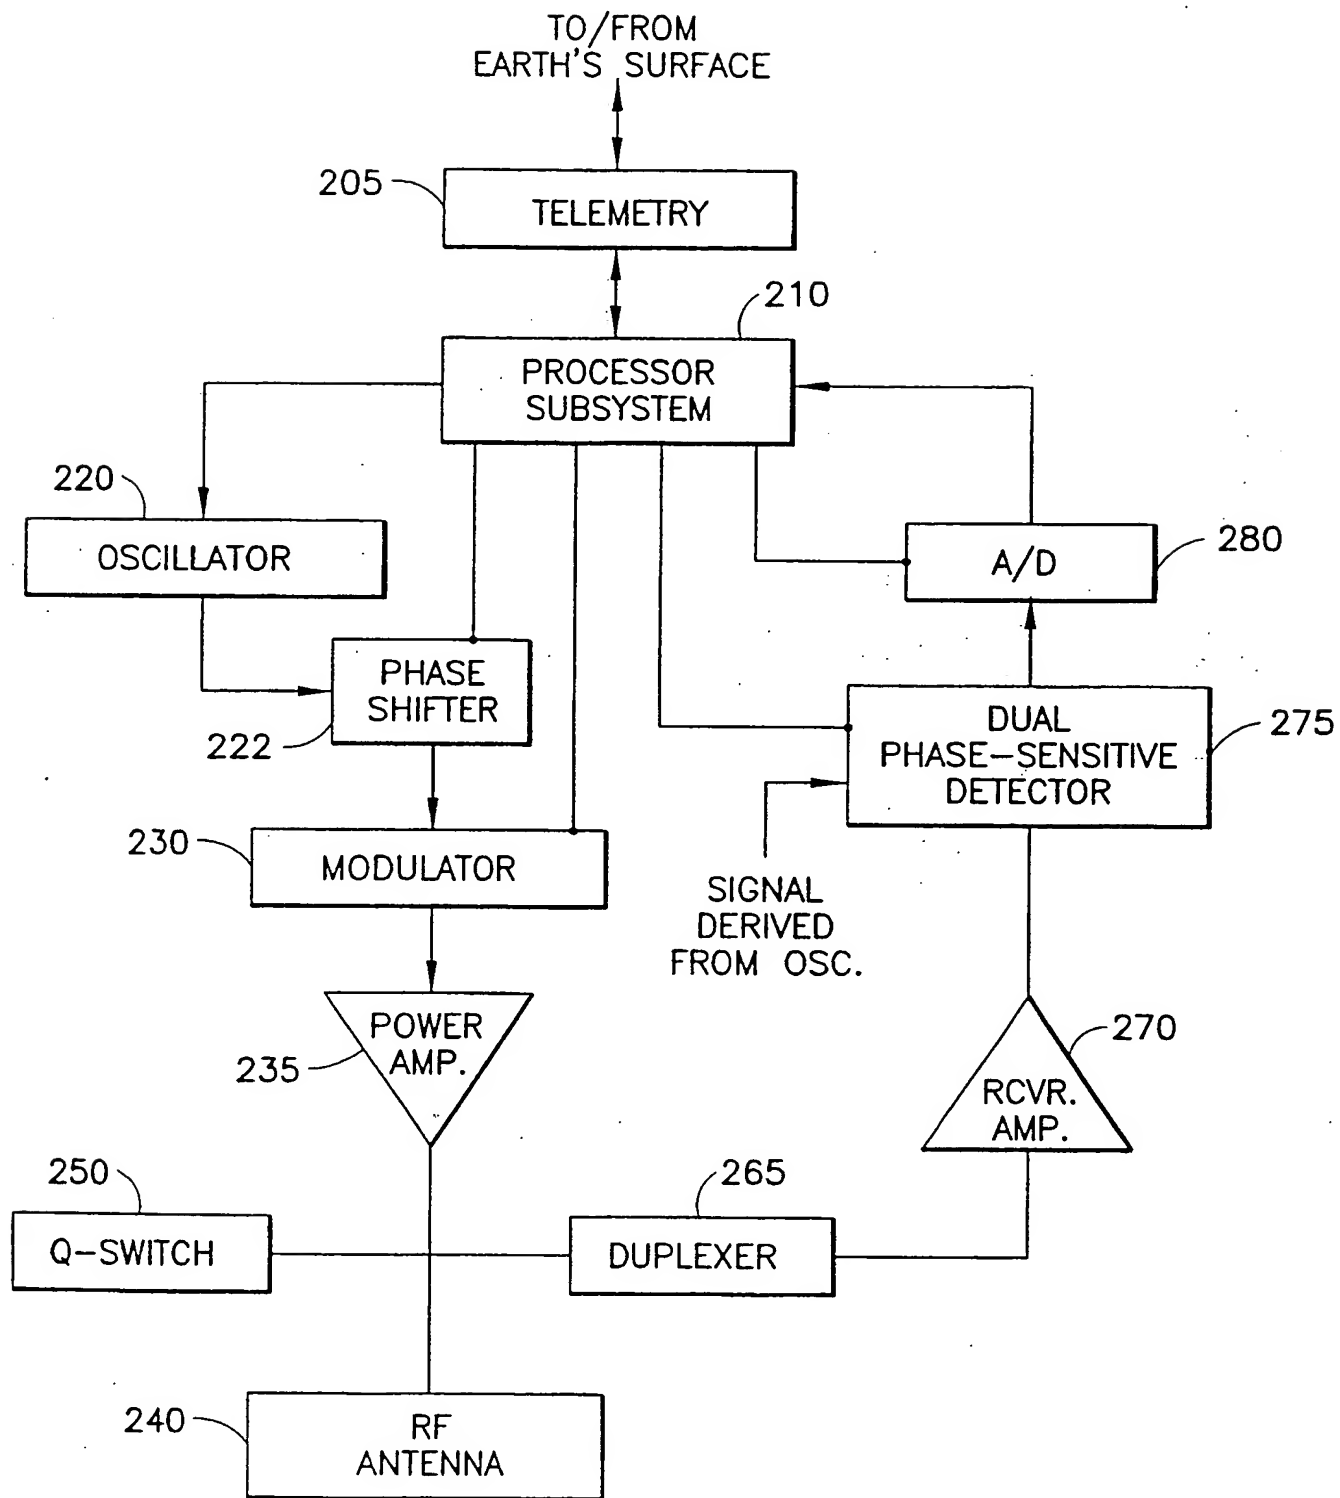 TO/FROM
EARTH'S SURFACE
205
TELEMETRY
210
PROCESSOR
SUBSYSTEM
220
OSCILLATOR
280
A/D
PHASE
SHIFTER
222
DUAL
PHASE-SENSITIVE
DETECTOR
275
230
MODULATOR
SIGNAL
DERIVED
FROM OSC.
POWER
AMP.
235
270
RCVR.
AMP.
250
Q-SWITCH
265
DUPLEXER
240
RF
ANTENNA